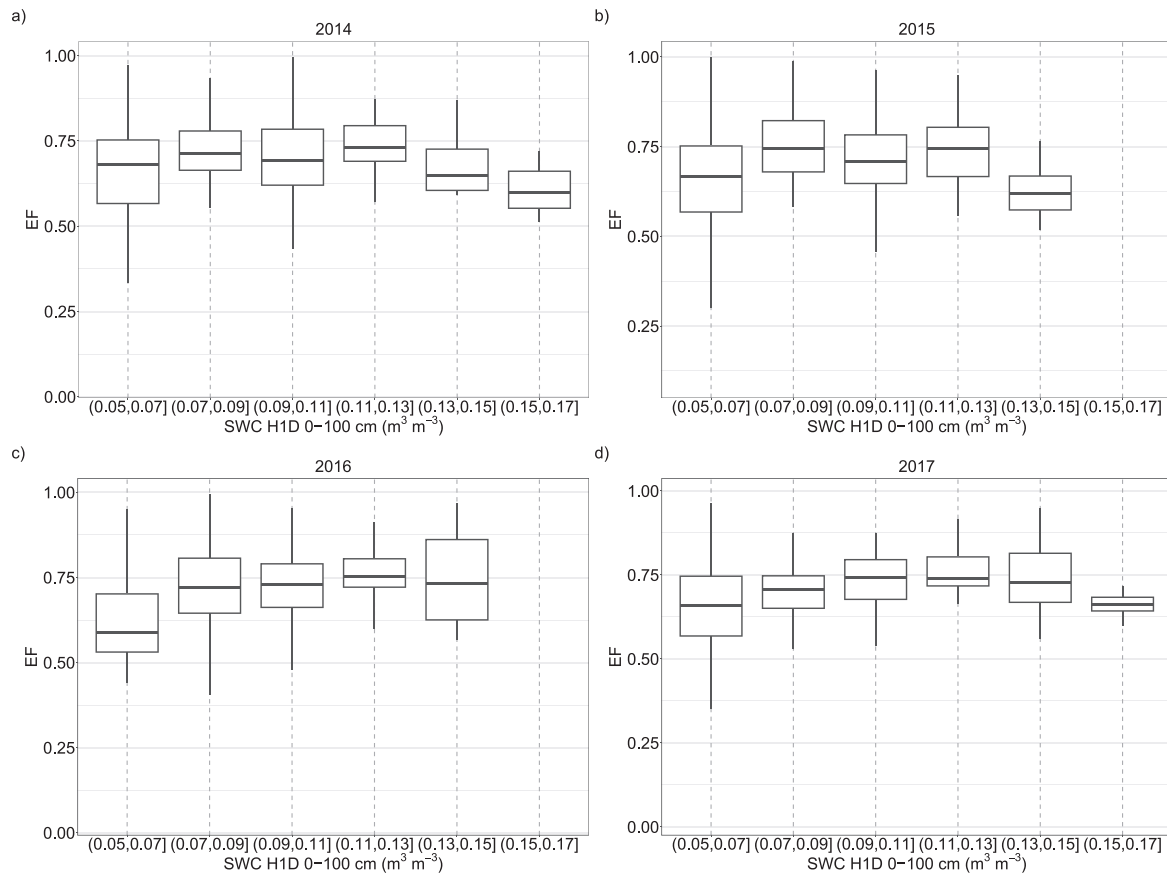 a)
2014
1.00
0.75
0.50
0.25
0.00
EF
(0.05,0.07] (0.07,0.09] (0.09,0.11] (0.11,0.13] (0.13,0.15] (0.15,0.17]
SWC H1D 0−100 cm (m³ m⁻³)
b)
2015
1.00
0.75
0.50
0.25
EF
(0.05,0.07] (0.07,0.09] (0.09,0.11] (0.11,0.13] (0.13,0.15] (0.15,0.17]
SWC H1D 0−100 cm (m³ m⁻³)
c)
2016
1.00
0.75
0.50
0.25
0.00
EF
(0.05,0.07] (0.07,0.09] (0.09,0.11] (0.11,0.13] (0.13,0.15] (0.15,0.17]
SWC H1D 0−100 cm (m³ m⁻³)
d)
2017
1.00
0.75
0.50
0.25
0.00
EF
(0.05,0.07] (0.07,0.09] (0.09,0.11] (0.11,0.13] (0.13,0.15] (0.15,0.17]
SWC H1D 0−100 cm (m³ m⁻³)